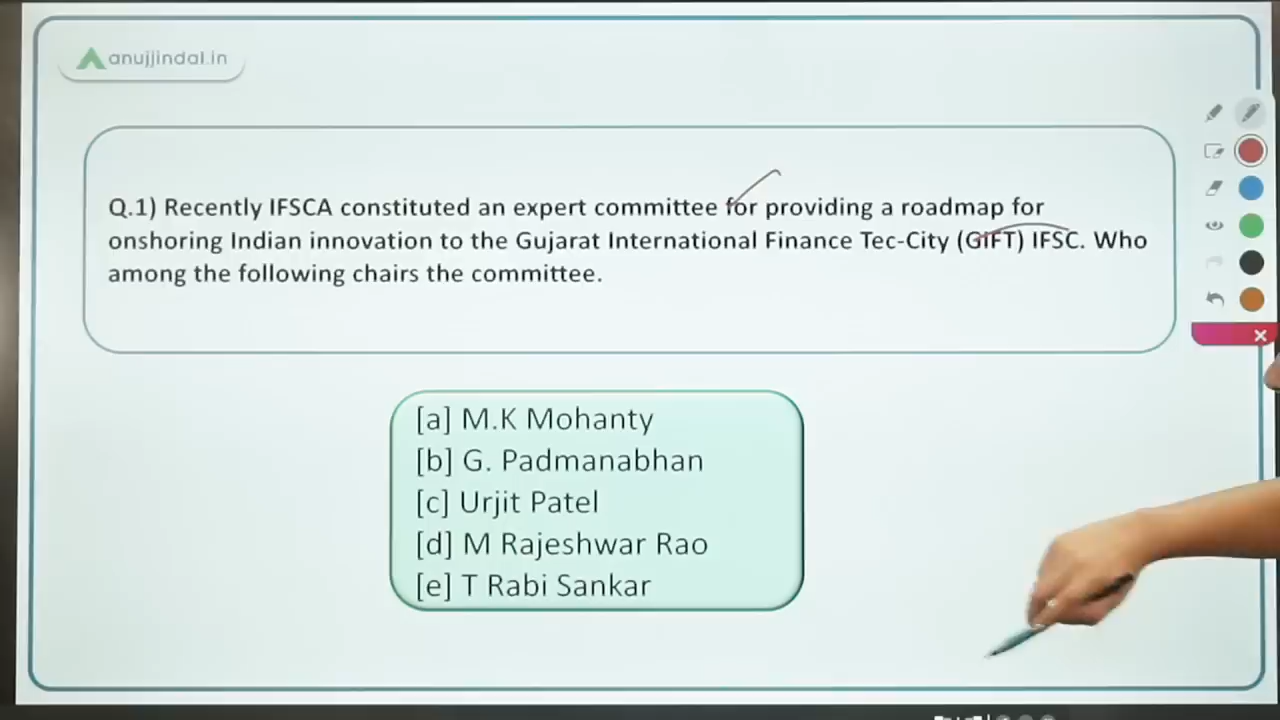 anujjindal.in
Q.1) Recently IFSCA constituted an expert committee for providing a roadmap for
onshoring Indian innovation to the Gujarat International Finance Tec-City (GIFT) IFSC. Who
among the following chairs the committee.
[a] M.K Mohanty
[b] G. Padmanabhan
[c] Urjit Patel
[d] M Rajeshwar Rao
[e] T Rabi Sankar